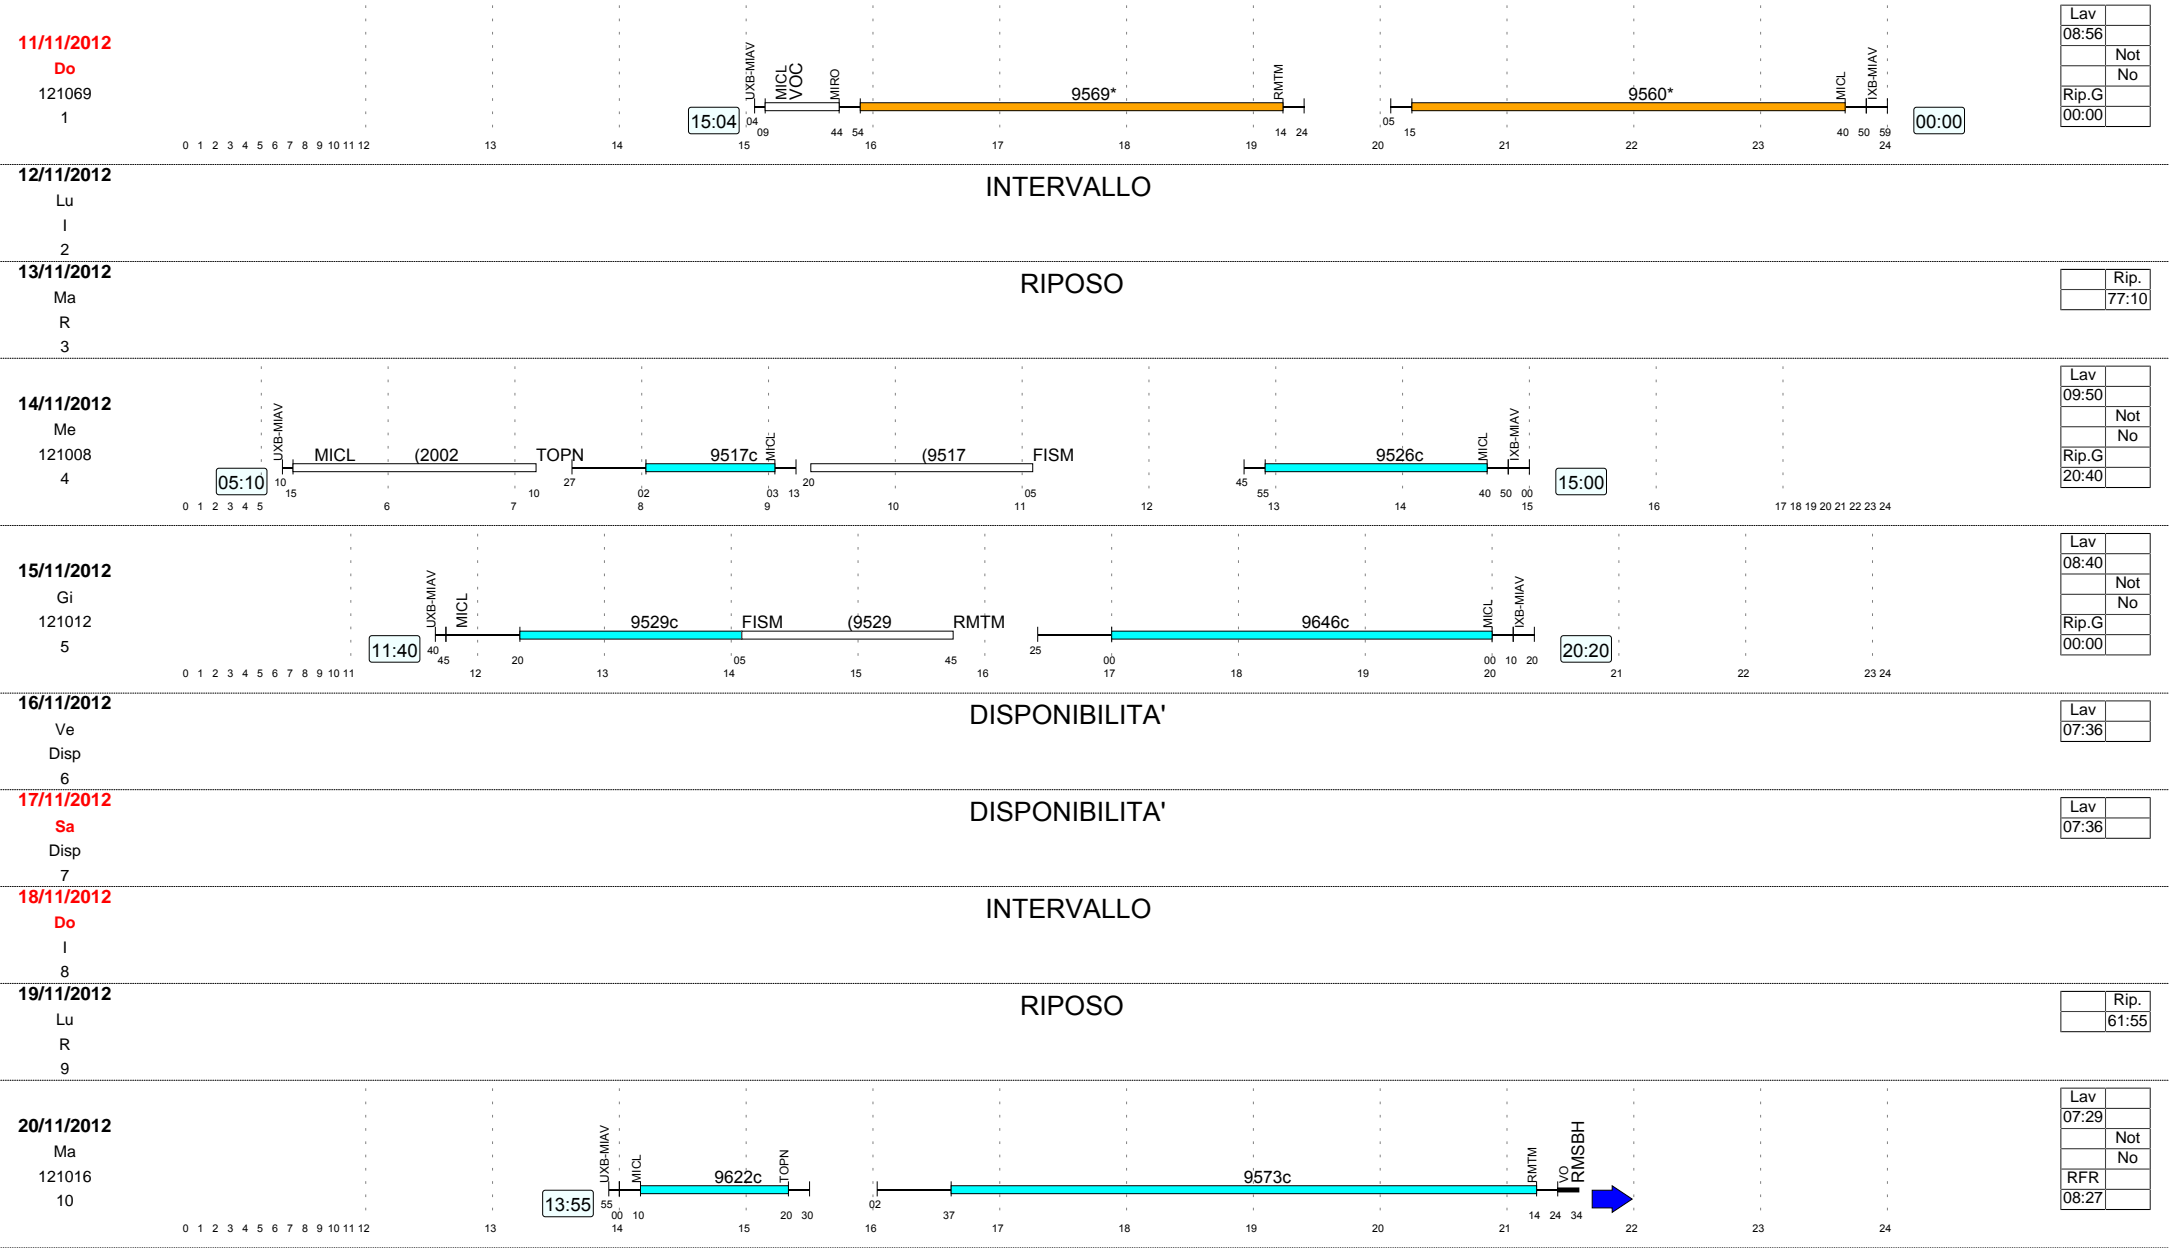 11/11/2012
Do
121069
1
15:04
UXB-MIAV
MICL
VOC
MIRO
9569*
RMTM
9560*
MICL
IXB-MIAV
04 09 44 54 14 24 05 15 40 50 59
00:00
0 1 2 3 4 5 6 7 8 9 10 11 12 13 14 15 16 17 18 19 20 21 22 23 24
Lav
08:56
Not
No
Rip.G
00:00
12/11/2012
Lu
I
2
INTERVALLO
13/11/2012
Ma
R
3
RIPOSO
Rip.
77:10
14/11/2012
Me
121008
4
05:10
UXB-MIAV
MICL (2002 TOPN
9517c
MICL
(9517 FISM
9526c
MICL
IXB-MIAV
10 15 10 27 02 03 13 20 05 45 55 40 50 00
15:00
0 1 2 3 4 5 6 7 8 9 10 11 12 13 14 15 16 17 18 19 20 21 22 23 24
Lav
09:50
Not
No
Rip.G
20:40
15/11/2012
Gi
121012
5
11:40
UXB-MIAV
MICL
9529c FISM (9529 RMTM
9646c
MICL
IXB-MIAV
40 45 20 05 45 25 00 00 10 20
20:20
0 1 2 3 4 5 6 7 8 9 10 11 12 13 14 15 16 17 18 19 20 21 22 23 24
Lav
08:40
Not
No
Rip.G
00:00
16/11/2012
Ve
Disp
6
DISPONIBILITA'
Lav
07:36
17/11/2012
Sa
Disp
7
DISPONIBILITA'
Lav
07:36
18/11/2012
Do
I
8
INTERVALLO
19/11/2012
Lu
R
9
RIPOSO
Rip.
61:55
20/11/2012
Ma
121016
10
13:55
UXB-MIAV
MICL
9622c
TOPN
9573c
RMTM
VO
RMSBH
55 00 10 20 30 02 37 14 24 34
0 1 2 3 4 5 6 7 8 9 10 11 12 13 14 15 16 17 18 19 20 21 22 23 24
Lav
07:29
Not
No
RFR
08:27